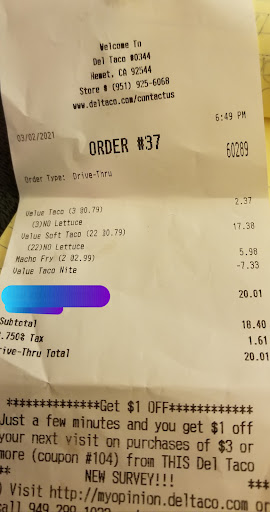 Welcome To
Del Taco #0344
Hemet, CA 92544
Store # (951) 925-6068
www.deltaco.com/contactus
6:49 PM
03/02/2021
ORDER #37 60289
Order Type: Drive-Thru
Value Taco (3 @0.79) 2.37
(3)NO Lettuce
Value Soft Taco (22 @0.79) 17.38
(22)NO Lettuce
Macho Fry (2 @2.99) 5.98
Value Taco Nite -7.33
20.01
Subtotal 18.40
.750% Tax 1.61
rive-Thru Total 20.01
**************Get $1 OFF************
Just a few minutes and you get $1 off
your next visit on purchases of $3 or
more (coupon #104) from THIS Del Taco
** NEW SURVEY!!! **
) Visit http://myopinion.deltaco.com or
call 949 299